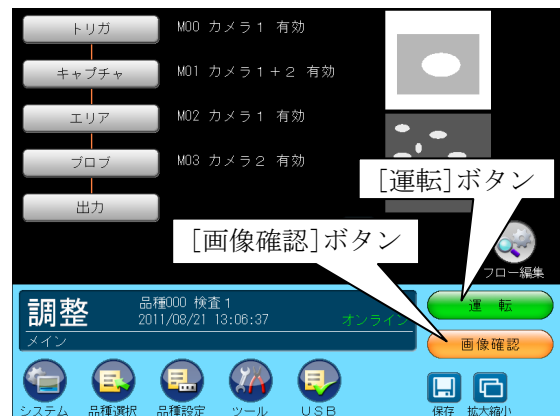 トリガ
M00 カメラ1 有効
キャプチャ
M01 カメラ1+2 有効
エリア
M02 カメラ1 有効
ブロブ
M03 カメラ2 有効
出力
[運転]ボタン
[画像確認]ボタン
フロー編集
調整
メイン
品種000 検査1
2011/08/21 13:06:37
オンライン
運 転
画像確認
システム
品種選択
品種設定
ツール
USB
保存
拡大縮小